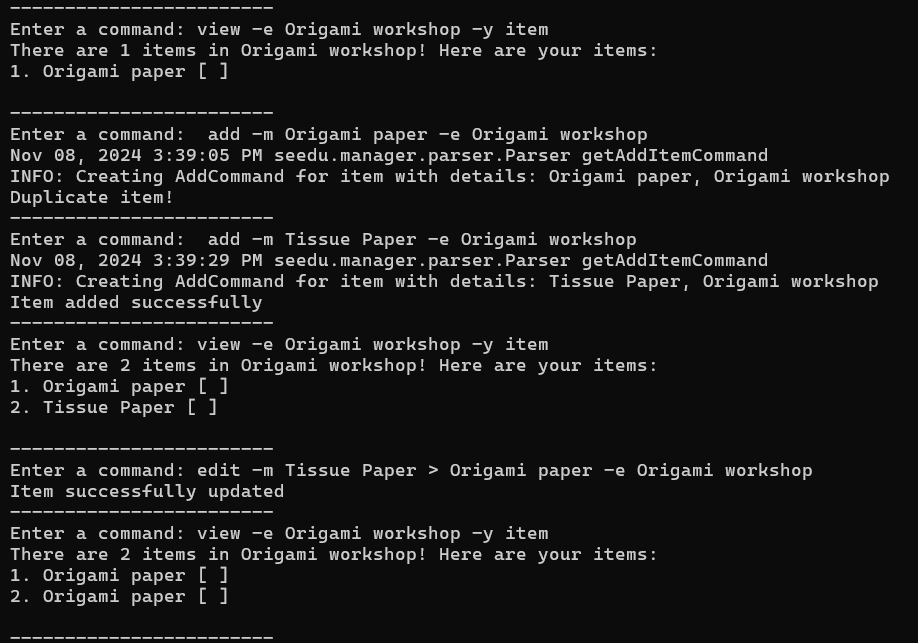 ------------------------
Enter a command: view -e Origami workshop -y item
There are 1 items in Origami workshop! Here are your items:
1. Origami paper [ ]

------------------------
Enter a command:  add -m Origami paper -e Origami workshop
Nov 08, 2024 3:39:05 PM seedu.manager.parser.Parser getAddItemCommand
INFO: Creating AddCommand for item with details: Origami paper, Origami workshop
Duplicate item!
------------------------
Enter a command:  add -m Tissue Paper -e Origami workshop
Nov 08, 2024 3:39:29 PM seedu.manager.parser.Parser getAddItemCommand
INFO: Creating AddCommand for item with details: Tissue Paper, Origami workshop
Item added successfully
------------------------
Enter a command: view -e Origami workshop -y item
There are 2 items in Origami workshop! Here are your items:
1. Origami paper [ ]
2. Tissue Paper [ ]

------------------------
Enter a command: edit -m Tissue Paper > Origami paper -e Origami workshop
Item successfully updated
------------------------
Enter a command: view -e Origami workshop -y item
There are 2 items in Origami workshop! Here are your items:
1. Origami paper [ ]
2. Origami paper [ ]

------------------------